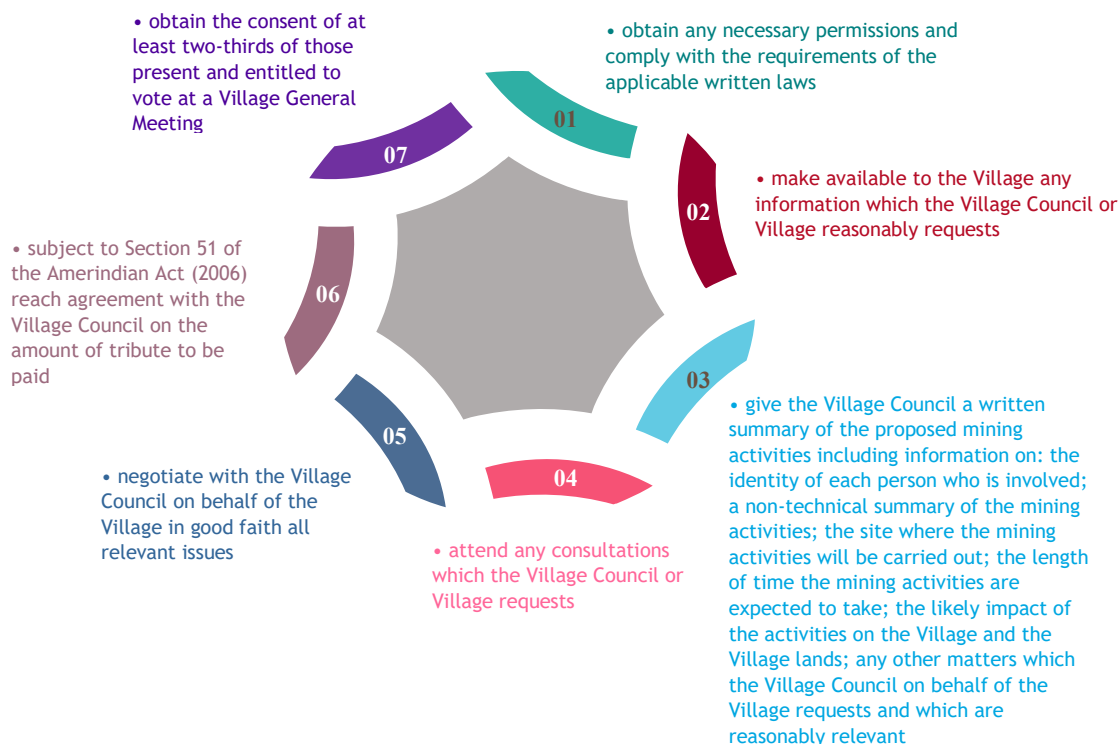 • obtain any necessary permissions and
comply with the requirements of the
applicable written laws
01
• make available to the Village any
information which the Village Council or
Village reasonably requests
02
• give the Village Council a written
summary of the proposed mining
activities including information on: the
identity of each person who is involved;
a non-technical summary of the mining
activities; the site where the mining
activities will be carried out; the length
of time the mining activities are
expected to take; the likely impact of
the activities on the Village and the
Village lands; any other matters which
the Village Council on behalf of the
Village requests and which are
reasonably relevant
03
• attend any consultations
which the Village Council or
Village requests
04
• negotiate with the Village
Council on behalf of the
Village in good faith all
relevant issues
05
• subject to Section 51 of
the Amerindian Act (2006)
reach agreement with the
Village Council on the
amount of tribute to be
paid
06
• obtain the consent of at
least two-thirds of those
present and entitled to
vote at a Village General
Meeting
07